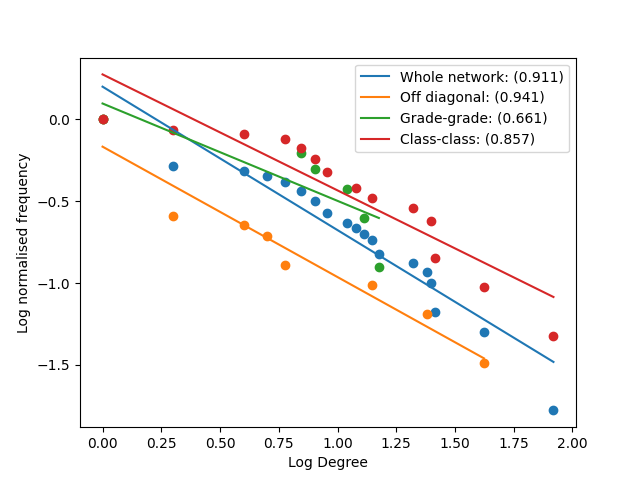 Whole network: (0.911)
Off diagonal: (0.941)
Grade-grade: (0.661)
Class-class: (0.857)
Log normalised frequency
0.0
−0.5
−1.0
−1.5
0.00 0.25 0.50 0.75 1.00 1.25 1.50 1.75 2.00
Log Degree